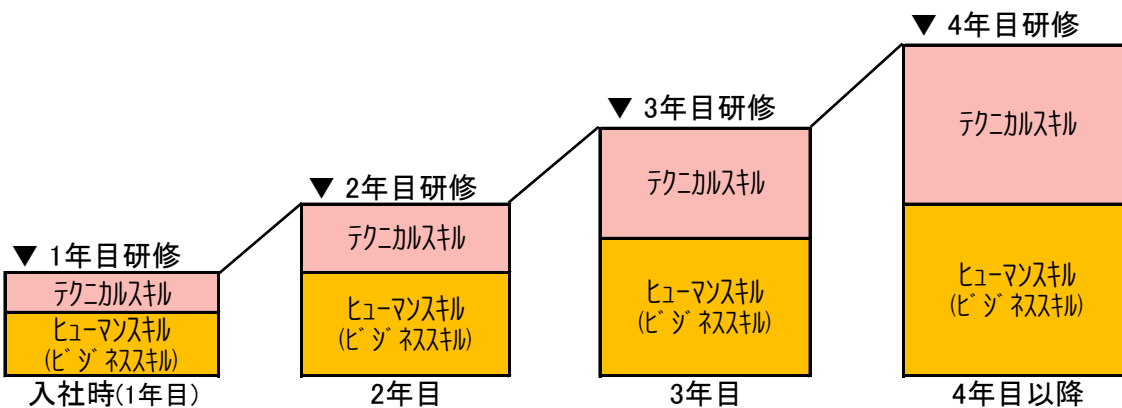 ▼ 1年目研修
テクニカルスキル
ヒューマンスキル
(ビジネススキル)
入社時(1年目)
▼ 2年目研修
テクニカルスキル
ヒューマンスキル
(ビジネススキル)
2年目
▼ 3年目研修
テクニカルスキル
ヒューマンスキル
(ビジネススキル)
3年目
▼ 4年目研修
テクニカルスキル
ヒューマンスキル
(ビジネススキル)
4年目以降